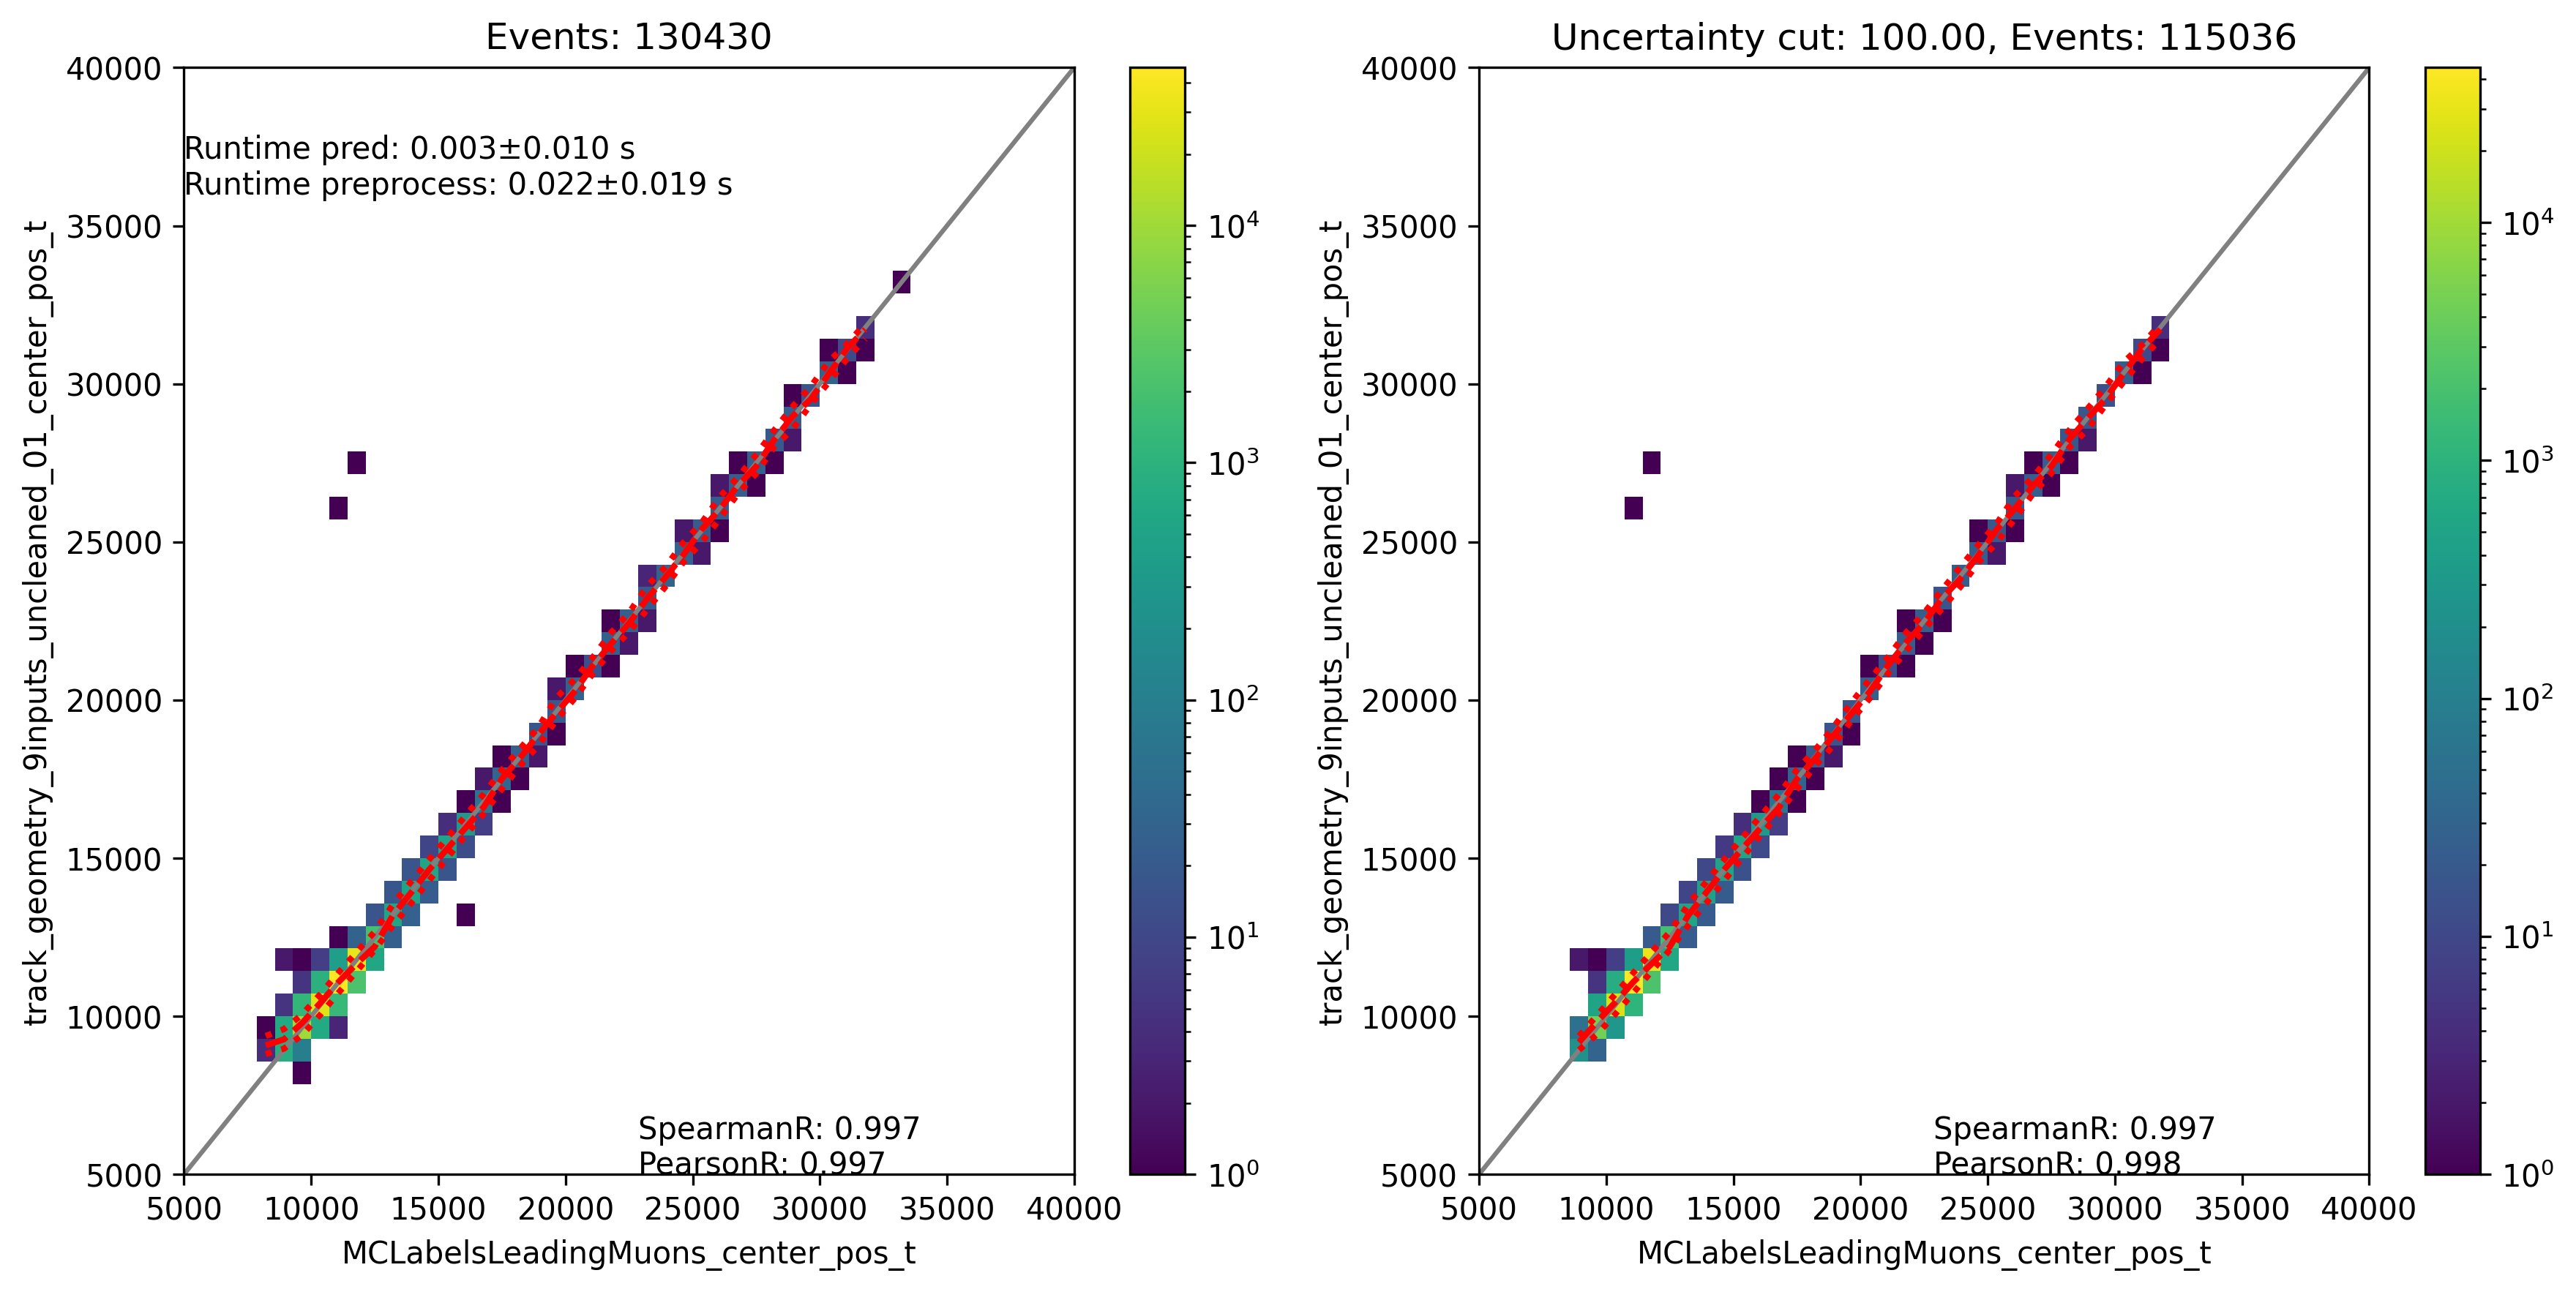 Events: 130430
40000
35000
30000
25000
20000
15000
10000
5000
track_geometry_9inputs_uncleaned_01_center_pos_t
Runtime pred: 0.003±0.010 s
Runtime preprocess: 0.022±0.019 s
SpearmanR: 0.997
PearsonR: 0.997
5000 10000 15000 20000 25000 30000 35000 40000
MCLabelsLeadingMuons_center_pos_t
10⁴
10³
10²
10¹
10⁰
Uncertainty cut: 100.00, Events: 115036
40000
35000
30000
25000
20000
15000
10000
5000
track_geometry_9inputs_uncleaned_01_center_pos_t
SpearmanR: 0.997
PearsonR: 0.998
5000 10000 15000 20000 25000 30000 35000 40000
MCLabelsLeadingMuons_center_pos_t
10⁴
10³
10²
10¹
10⁰